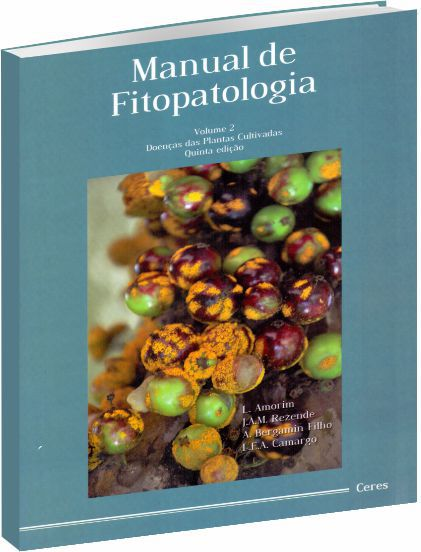 Manual de
Fitopatologia
Volume 2
Doenças das Plantas Cultivadas
Quinta edição
L. Amorim
J.A.M. Rezende
A. Bergamin Filho
L.E.A. Camargo
Ceres